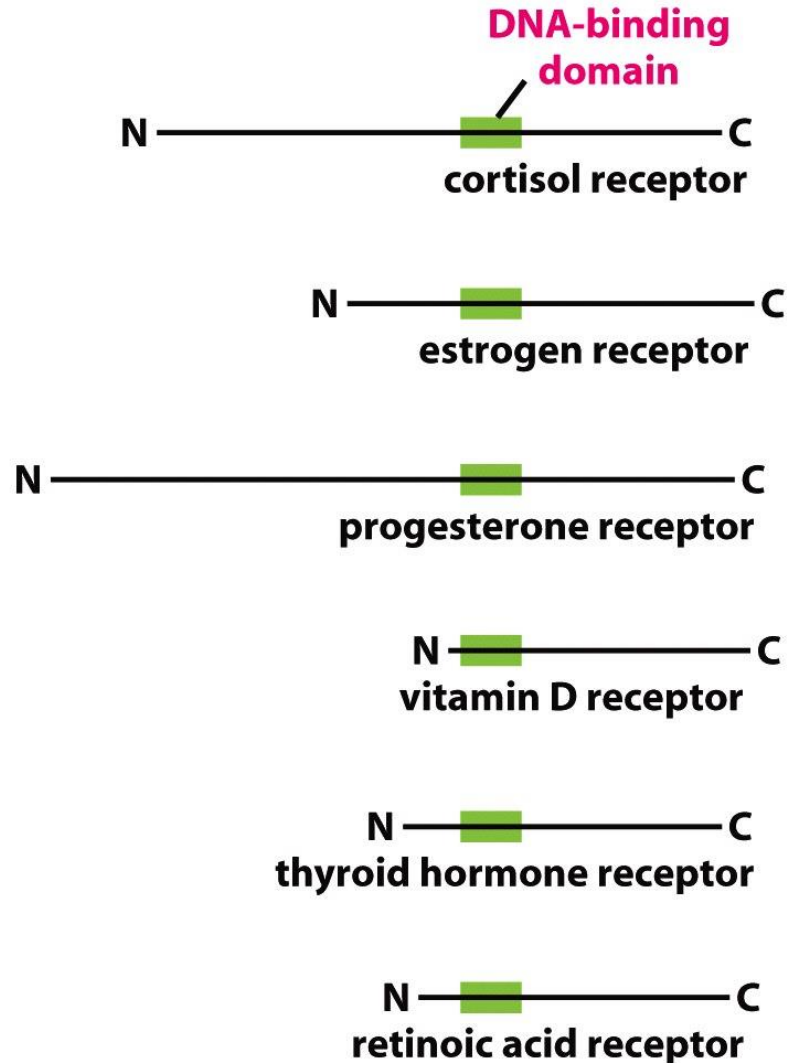 DNA-binding
domain
N C
cortisol receptor
N C
estrogen receptor
N C
progesterone receptor
N C
vitamin D receptor
N C
thyroid hormone receptor
N C
retinoic acid receptor